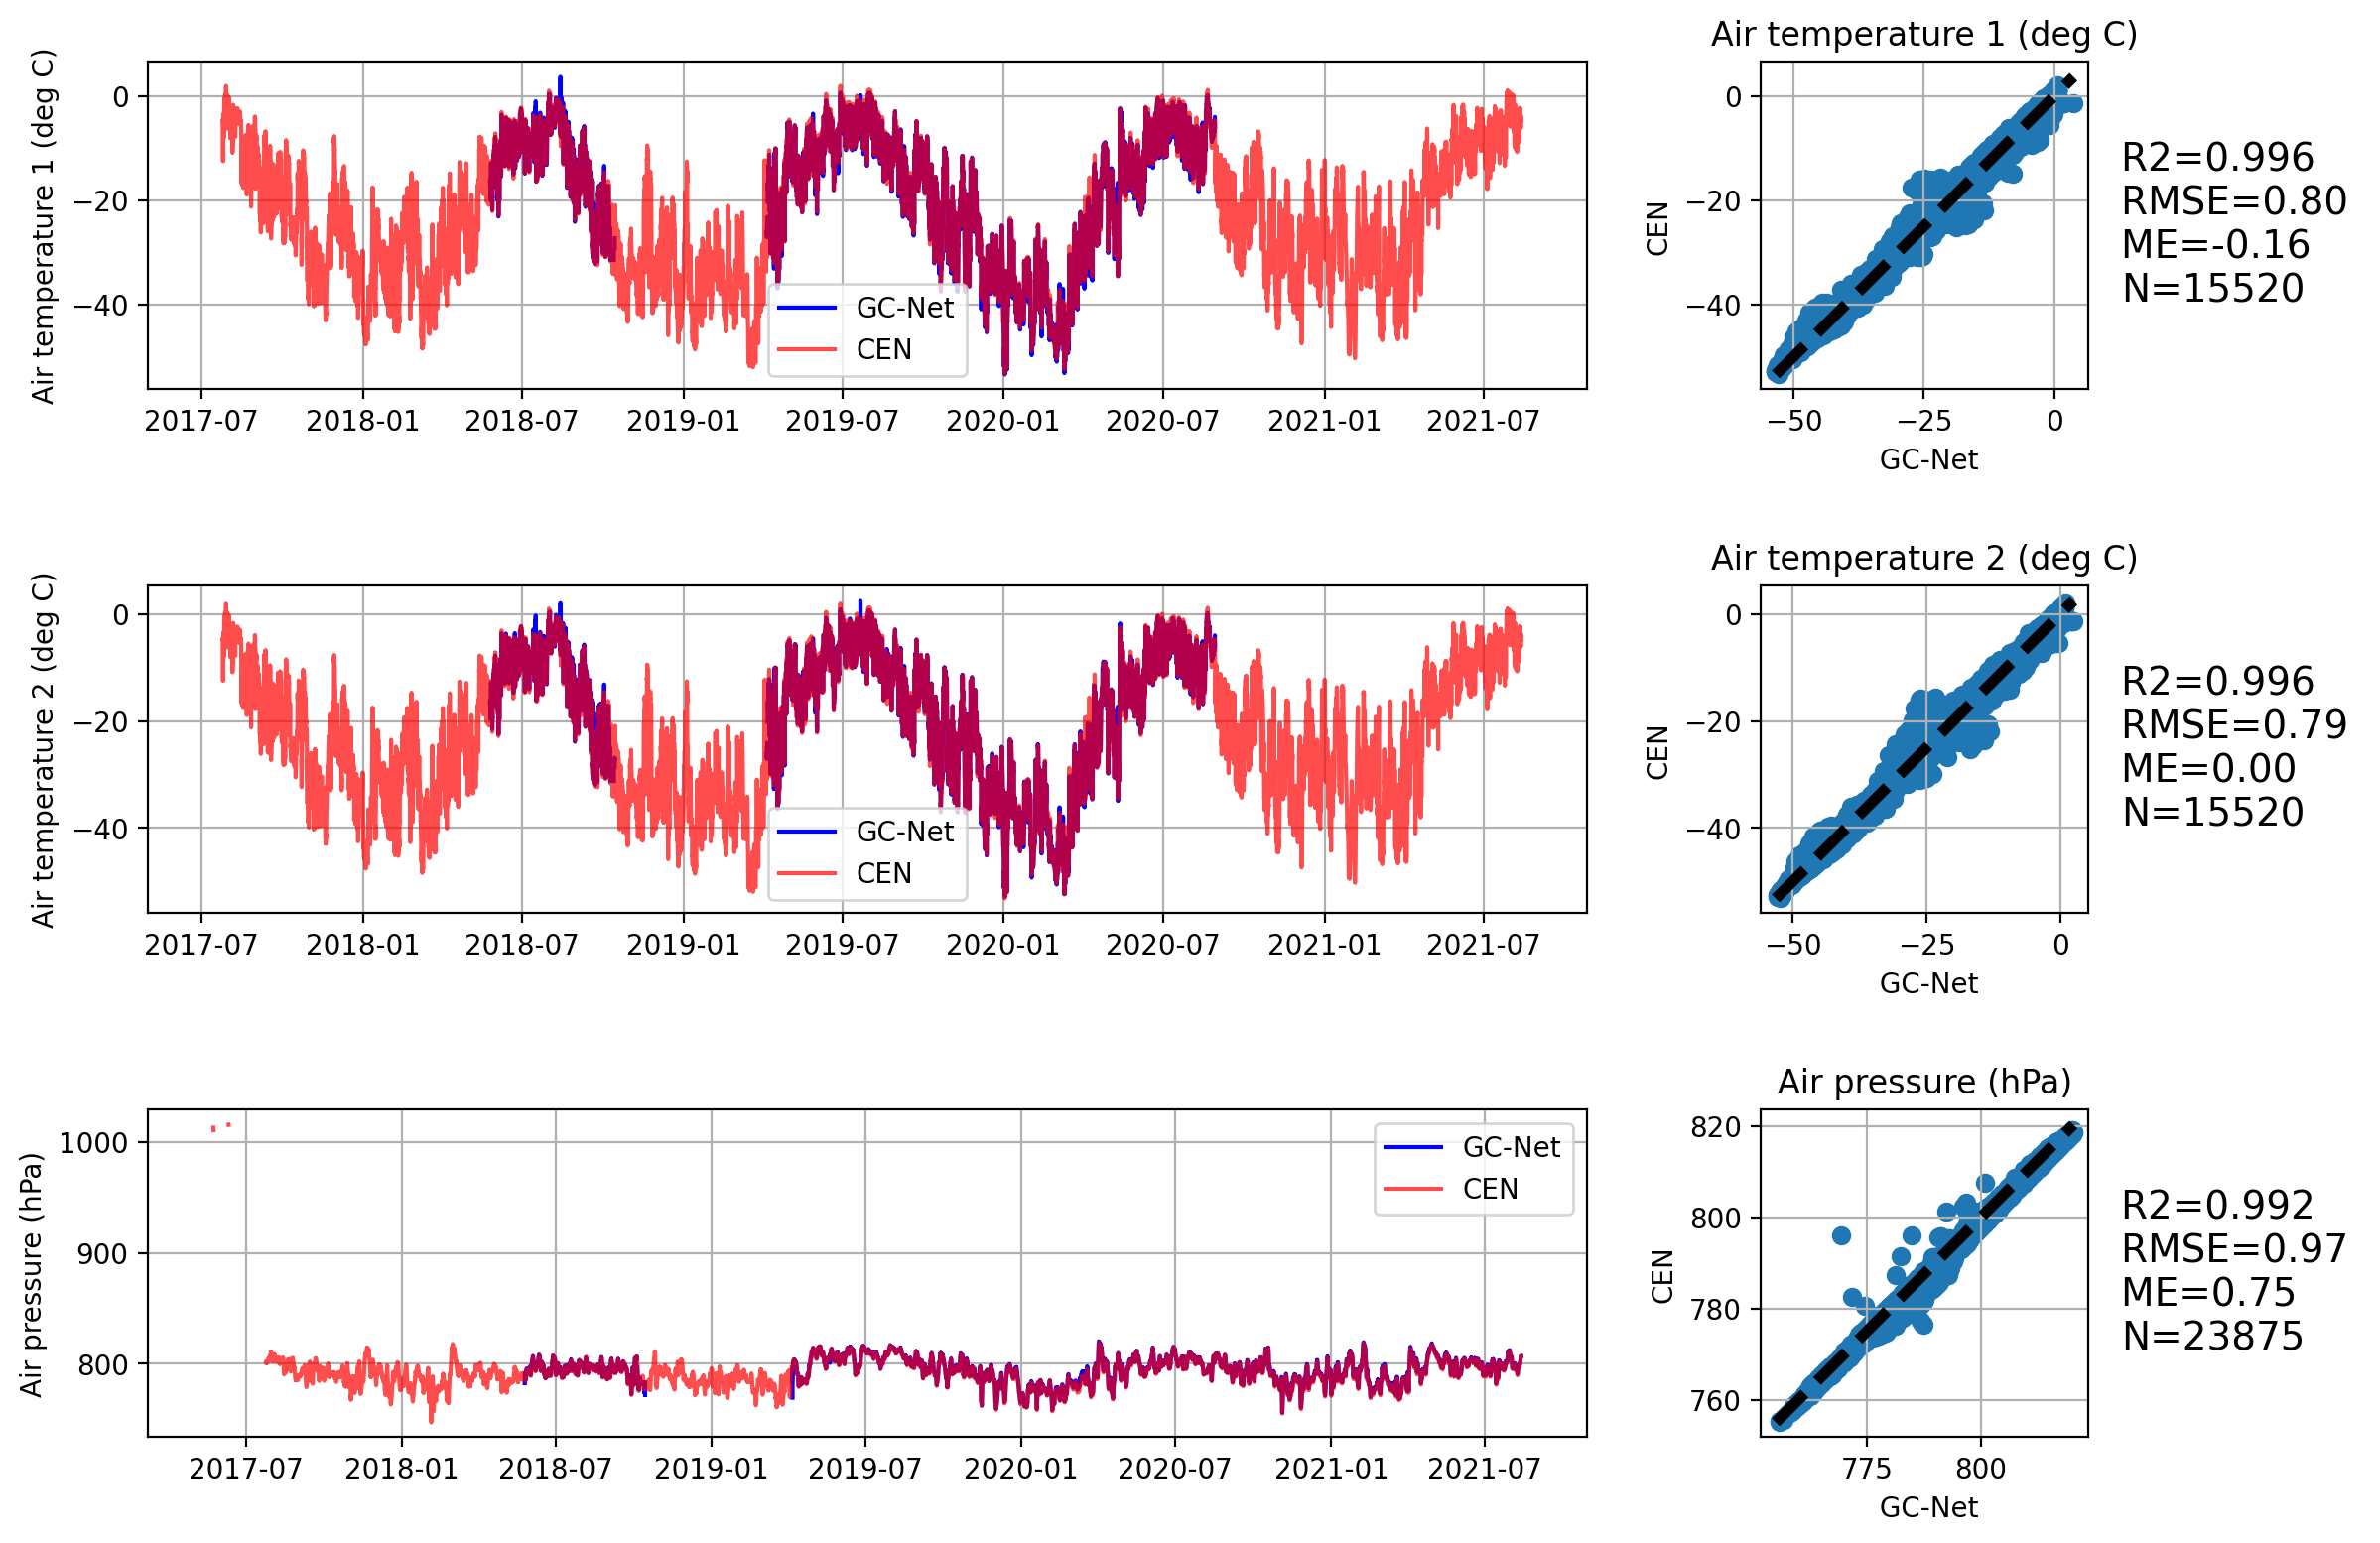 Air temperature 1 (deg C)
0
−20
−40
2017-07 2018-01 2018-07 2019-01 2019-07 2020-01 2020-07 2021-01 2021-07
GC-Net
CEN
Air temperature 1 (deg C)
CEN
0
−20
−40
−50 −25 0
GC-Net
R2=0.996
RMSE=0.80
ME=-0.16
N=15520
Air temperature 2 (deg C)
0
−20
−40
2017-07 2018-01 2018-07 2019-01 2019-07 2020-01 2020-07 2021-01 2021-07
GC-Net
CEN
Air temperature 2 (deg C)
CEN
0
−20
−40
−50 −25 0
GC-Net
R2=0.996
RMSE=0.79
ME=0.00
N=15520
Air pressure (hPa)
1000
900
800
2017-07 2018-01 2018-07 2019-01 2019-07 2020-01 2020-07 2021-01 2021-07
GC-Net
CEN
Air pressure (hPa)
CEN
820
800
780
760
775 800
GC-Net
R2=0.992
RMSE=0.97
ME=0.75
N=23875